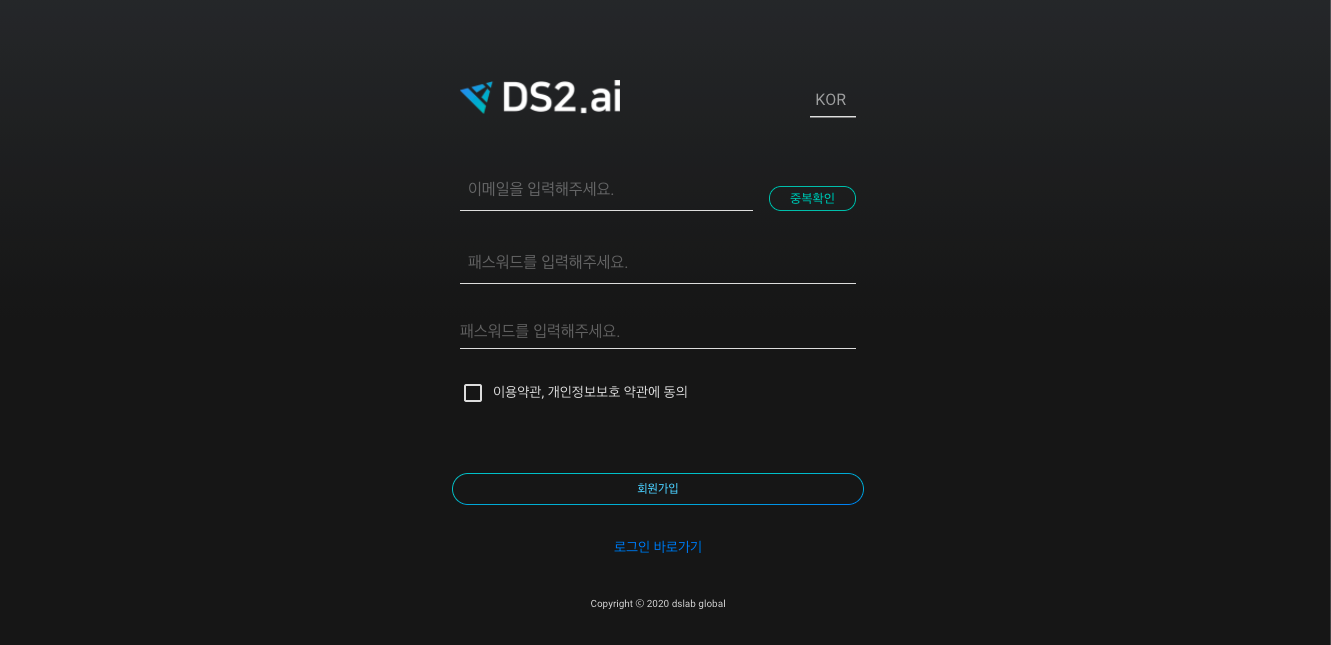 DS2.ai
KOR
이메일을 입력해주세요.
중복확인
패스워드를 입력해주세요.
패스워드를 입력해주세요.
이용약관, 개인정보보호 약관에 동의
회원가입
로그인 바로가기
Copyright ⓒ 2020 dslab global